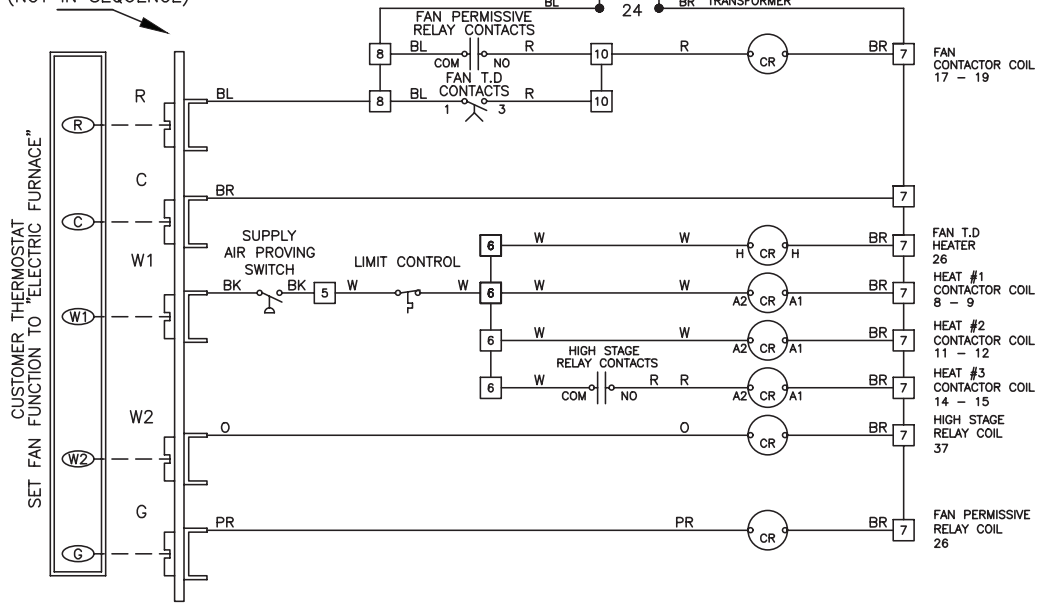 (NOT IN SEQUENCE)
BL 24 BR TRANSFORMER
FAN PERMISSIVE
RELAY CONTACTS
8 BL COM NO R 10 R CR BR 7
FAN
CONTACTOR COIL
17 - 19
FAN T.D
CONTACTS
R BL 8 BL 1 3 R 10
R
C
BR 7
C
W1
SUPPLY
AIR PROVING
SWITCH
LIMIT CONTROL
6 W W H CR H BR 7
FAN T.D
HEATER
26
BK BK 5 W W 6 W W A2 CR A1 BR 7
HEAT #1
CONTACTOR COIL
8 - 9
W1
6 W W A2 CR A1 BR 7
HEAT #2
CONTACTOR COIL
11 - 12
HIGH STAGE
RELAY CONTACTS
6 W COM NO R R A2 CR A1 BR 7
HEAT #3
CONTACTOR COIL
14 - 15
W2
O O CR BR 7
HIGH STAGE
RELAY COIL
37
W2
G
PR PR CR BR 7
FAN PERMISSIVE
RELAY COIL
26
G
CUSTOMER THERMOSTAT
SET FAN FUNCTION TO "ELECTRIC FURNACE"